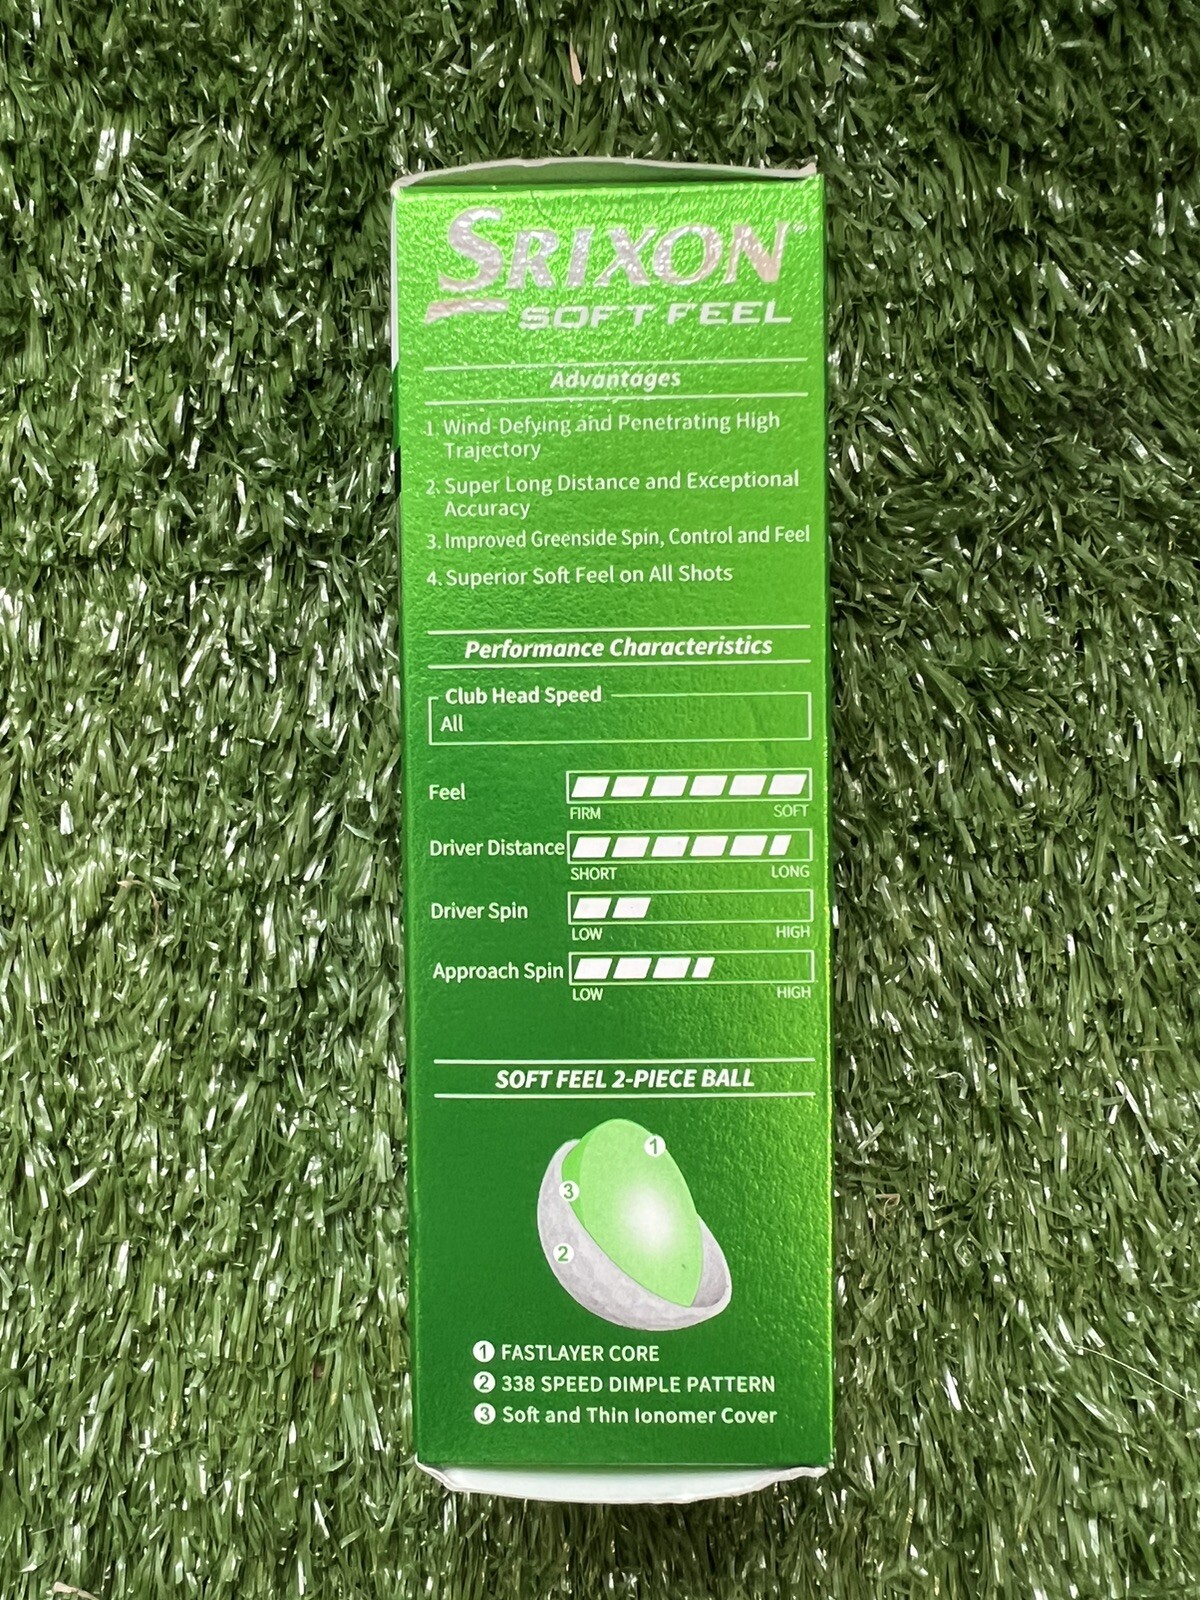 SRIXON
SOFT FEEL
Advantages
1. Wind-Defying and Penetrating High
Trajectory
2. Super Long Distance and Exceptional
Accuracy
3. Improved Greenside Spin, Control and Feel
4. Superior Soft Feel on All Shots
Performance Characteristics
Club Head Speed
All
Feel
FIRM SOFT
Driver Distance
SHORT LONG
Driver Spin
LOW HIGH
Approach Spin
LOW HIGH
SOFT FEEL 2-PIECE BALL
1
3
2
1 FASTLAYER CORE
2 338 SPEED DIMPLE PATTERN
3 Soft and Thin Ionomer Cover